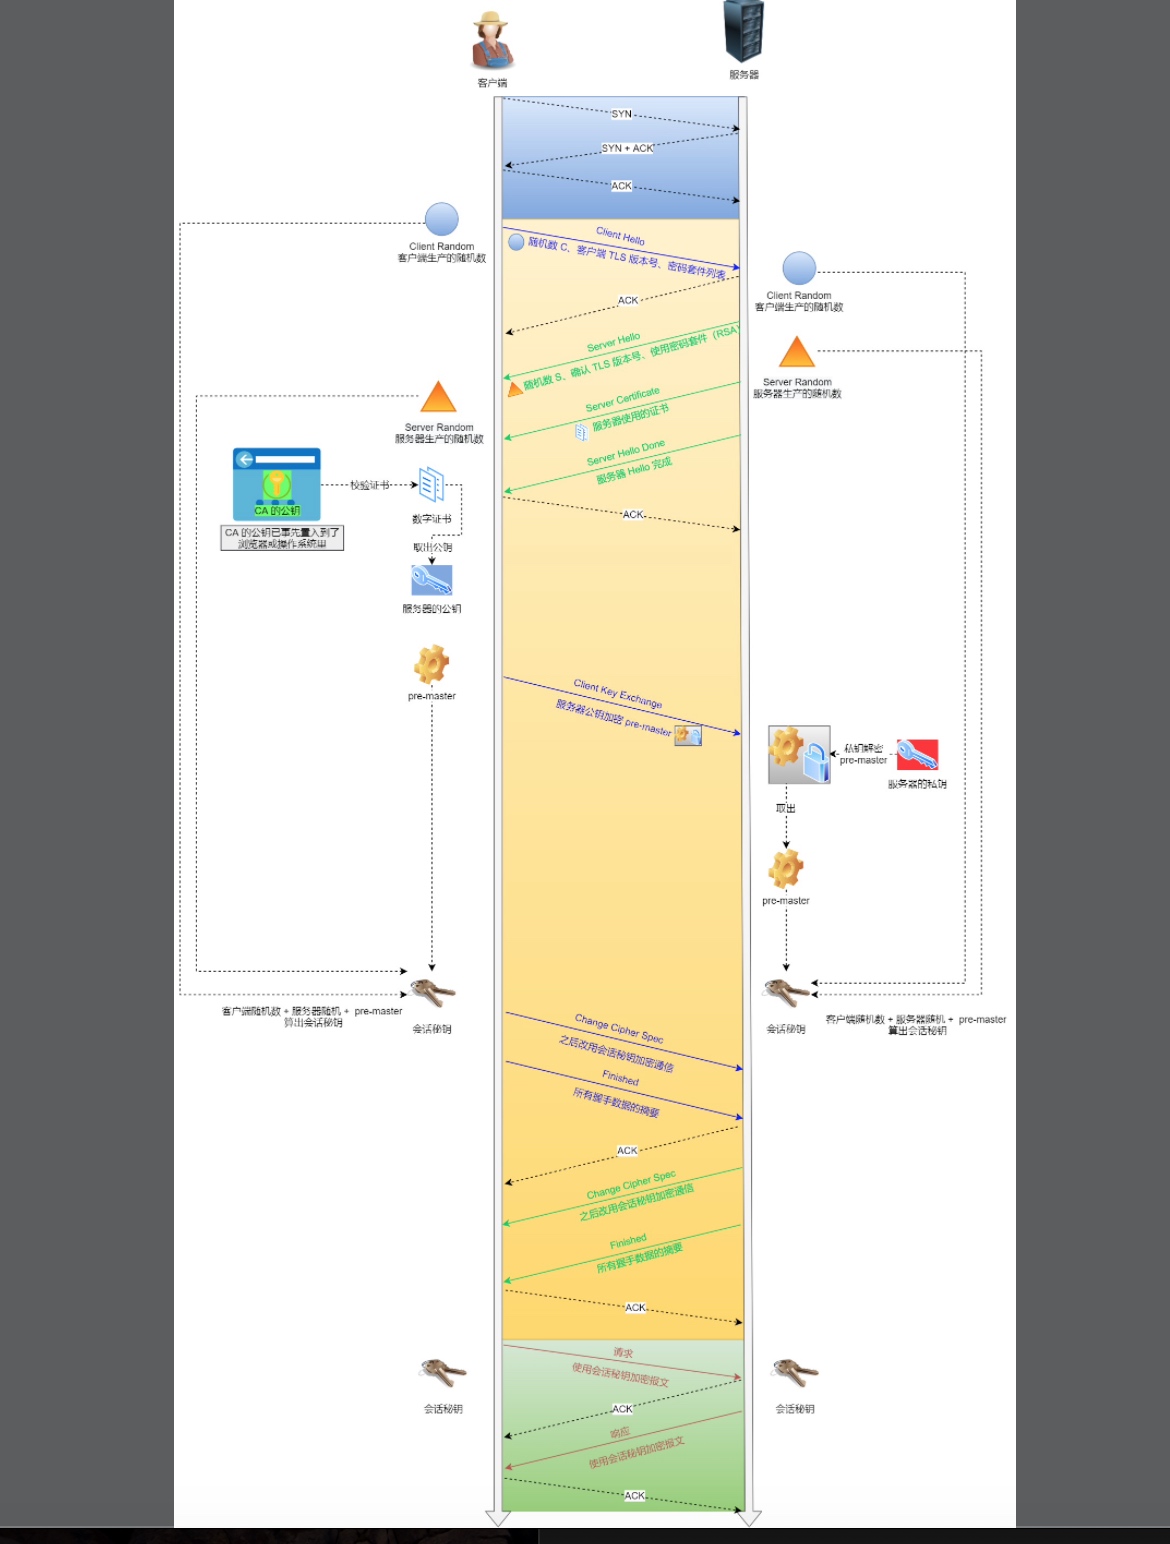 客户端
服务器
SYN
SYN + ACK
ACK
Client Random
客户端生产的随机数
Client Hello
随机数 C、客户端 TLS 版本号、密码套件列表
Client Random
客户端生产的随机数
ACK
Server Hello
随机数 S、确认 TLS 版本号、使用密码套件（RSA）
Server Random
服务器生产的随机数
Server Certificate
服务器使用的证书
Server Random
服务器生产的随机数
Server Hello Done
服务器 Hello 完成
CA 的公钥
校验证书
CA 的公钥已事先置入到了
浏览器或操作系统里
数字证书
ACK
取出公钥
服务器的公钥
pre-master
Client Key Exchange
服务器公钥加密 pre-master
私钥解密
pre-master
服务器的私钥
取出
pre-master
客户端随机数 + 服务器随机 + pre-master
算出会话秘钥
会话秘钥
会话秘钥
客户端随机数 + 服务器随机 + pre-master
算出会话秘钥
Change Cipher Spec
之后改用会话秘钥加密通信
Finished
所有握手数据的摘要
ACK
Change Cipher Spec
之后改用会话秘钥加密通信
Finished
所有握手数据的摘要
ACK
请求
使用会话秘钥加密报文
会话秘钥
ACK
会话秘钥
响应
使用会话秘钥加密报文
ACK